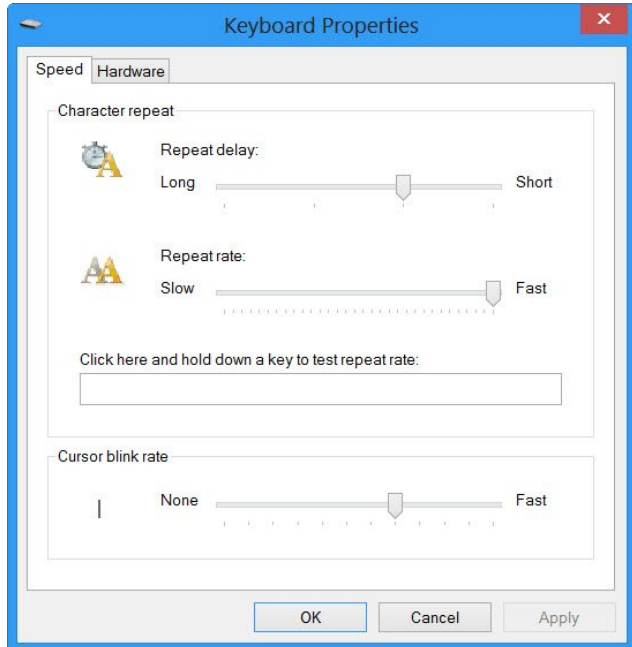 Keyboard Properties
Speed Hardware
Character repeat
Repeat delay:
Long Short
Repeat rate:
Slow Fast
Click here and hold down a key to test repeat rate:
Cursor blink rate
None Fast
OK Cancel Apply